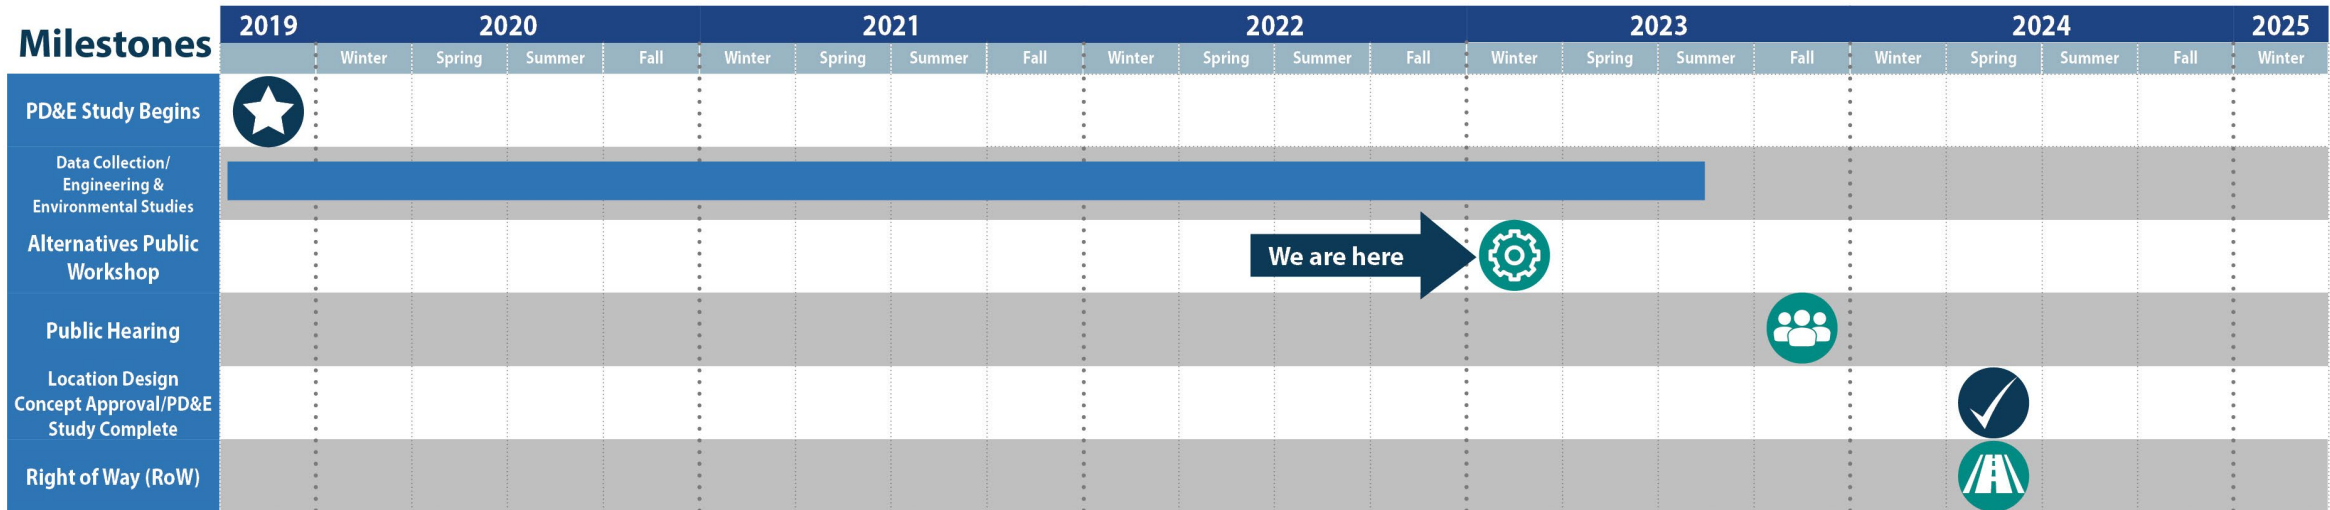 Milestones
2019 2020 2021 2022 2023 2024 2025
Winter Spring Summer Fall Winter Spring Summer Fall Winter Spring Summer Fall Winter Spring Summer Fall Winter Spring Summer Fall Winter
PD&E Study Begins
Data Collection/
Engineering &
Environmental Studies
Alternatives Public
Workshop
We are here
Public Hearing
Location Design
Concept Approval/PD&E
Study Complete
Right of Way (RoW)